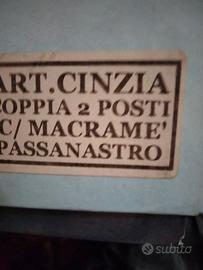 ART.CINZIA
COPPIA 2 POSTI
C/ MACRAME'
PASSANASTRO
subito